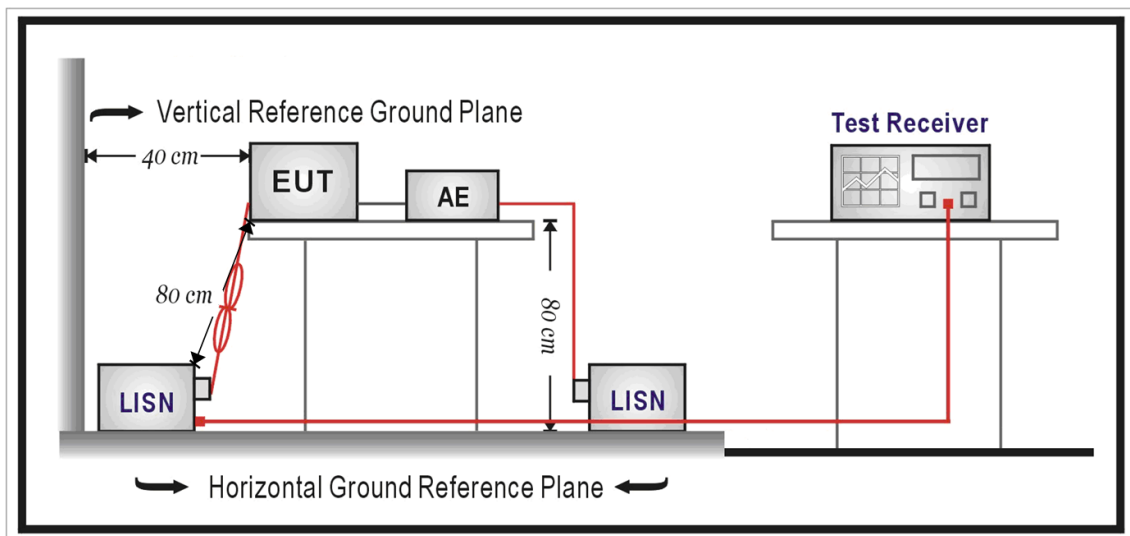 Vertical Reference Ground Plane
Test Receiver
40 cm
EUT
AE
80 cm
80 cm
LISN
LISN
Horizontal Ground Reference Plane